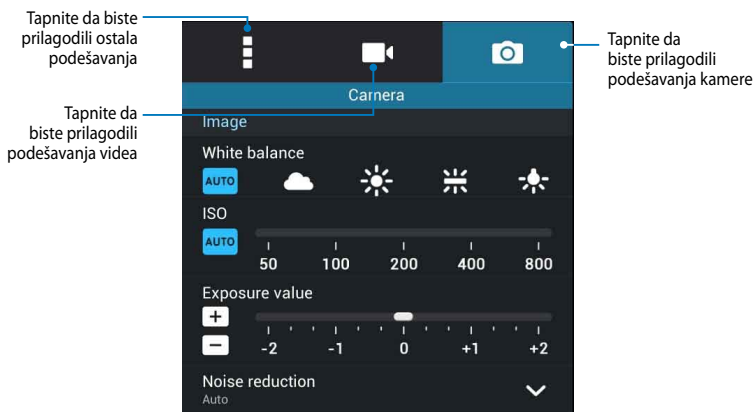 Tapnite da biste
prilagodili ostala
podešavanja
Tapnite da
biste prilagodili
podešavanja videa
Tapnite da
biste prilagodili
podešavanja kamere
Camera
Image
White balance
AUTO
ISO
AUTO
50 100 200 400 800
Exposure value
+
−
-2 -1 0 +1 +2
Noise reduction
Auto